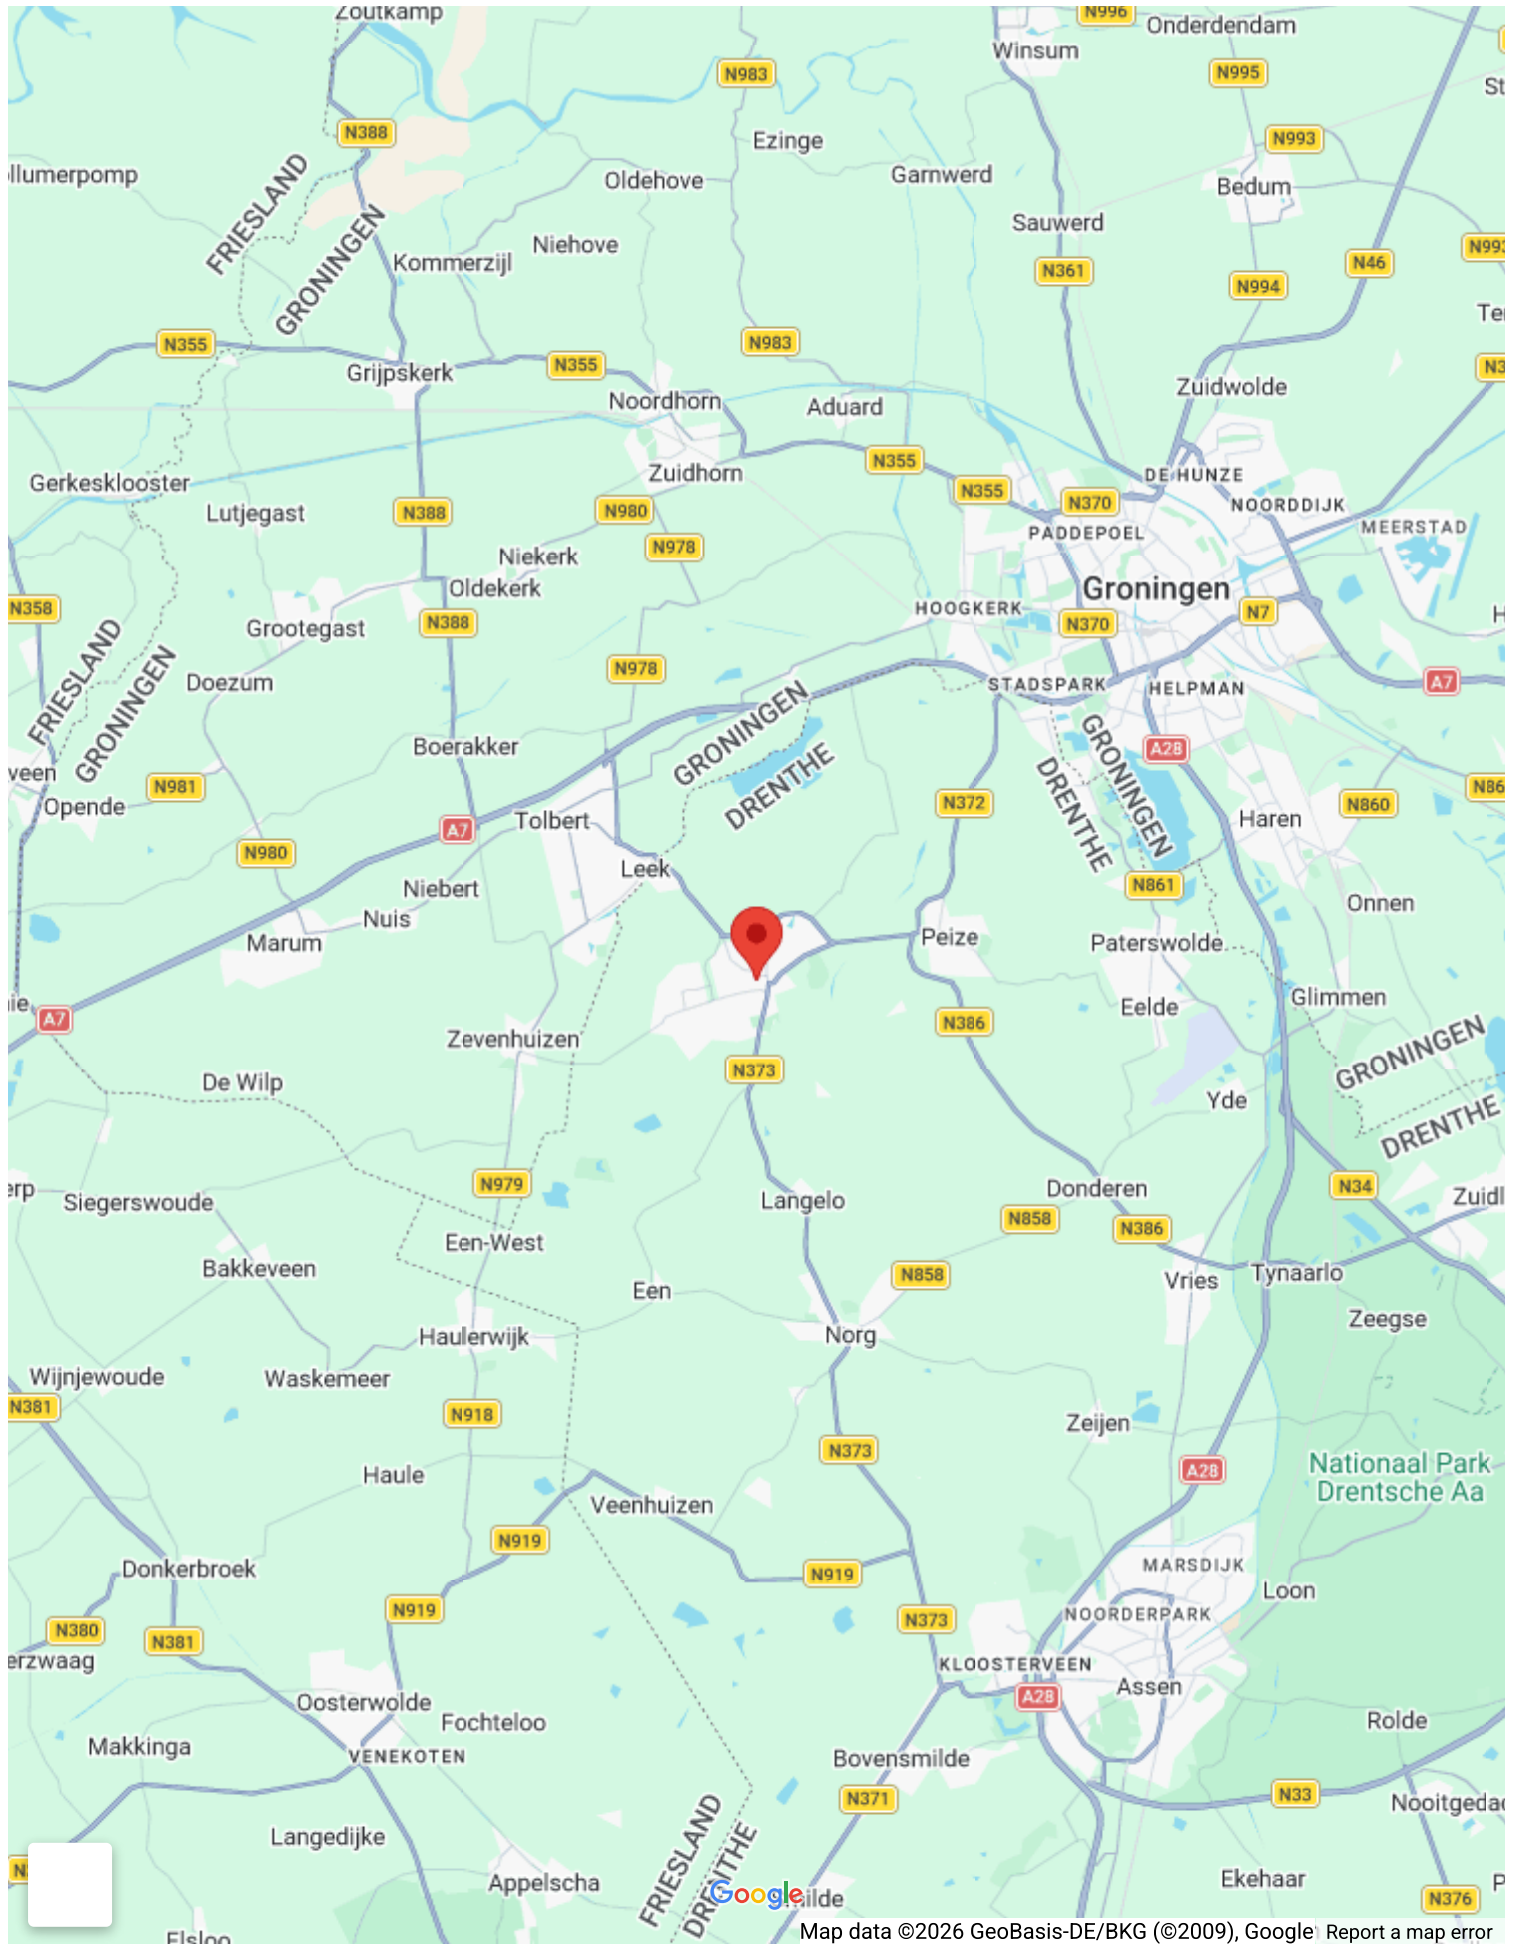 Zoutkamp
N996
Onderdendam
Winsum
N983
N995
N388
Ezinge
N993
ollumerpomp
Oldehove
Garnwerd
Bedum
FRIESLAND
GRONINGEN
Sauwerd
Niehove
Kommerzijl
N361
N46
N993
N994
N355
N983
N355
Grijpskerk
Noordhorn
Aduard
Zuidwolde
Zuidhorn
N355
N355
DE HUNZE
Gerkesklooster
N370
NOORDDIJK
Lutjegast
N388
N980
MEERSTAD
PADDEPOEL
N978
Niekerk
Oldekerk
Groningen
N358
HOOGKERK
N7
N388
N370
Grootegast
FRIESLAND
GRONINGEN
N978
Doezum
STADSPARK
HELPMAN
A7
GRONINGEN
DRENTHE
Boerakker
GRONINGEN
DRENTHE
A28
veen
N981
Opende
N372
N860
Tolbert
A7
Haren
N980
Leek
Niebert
N861
Nuis
Onnen
Marum
Peize
Paterswolde
Glimmen
Eelde
A7
N386
Zevenhuizen
GRONINGEN
DRENTHE
N373
De Wilp
Yde
N979
Donderen
N34
erp
Siegerswoude
Langelo
N858
N386
Een-West
Bakkeveen
N858
Tynaarlo
Vries
Een
Zeegse
Haulerwijk
Norg
Wijnjewoude
Waskemeer
N381
N918
Zeijen
N373
Haule
A28
Nationaal Park
Drentsche Aa
Veenhuizen
N919
Donkerbroek
N919
MARSDIJK
Loon
N919
NOORDERPARK
N380
N381
N373
erzwaag
KLOOSTERVEEN
Assen
A28
Oosterwolde
Fochteloo
Rolde
Makkinga
VENEKOTEN
Bovensmilde
N371
N33
FRIESLAND
DRENTHE
Langedijke
Appelscha
Ekehaar
N376
Google
Elsloo
Map data ©2026 GeoBasis-DE/BKG (©2009), Google
Report a map error